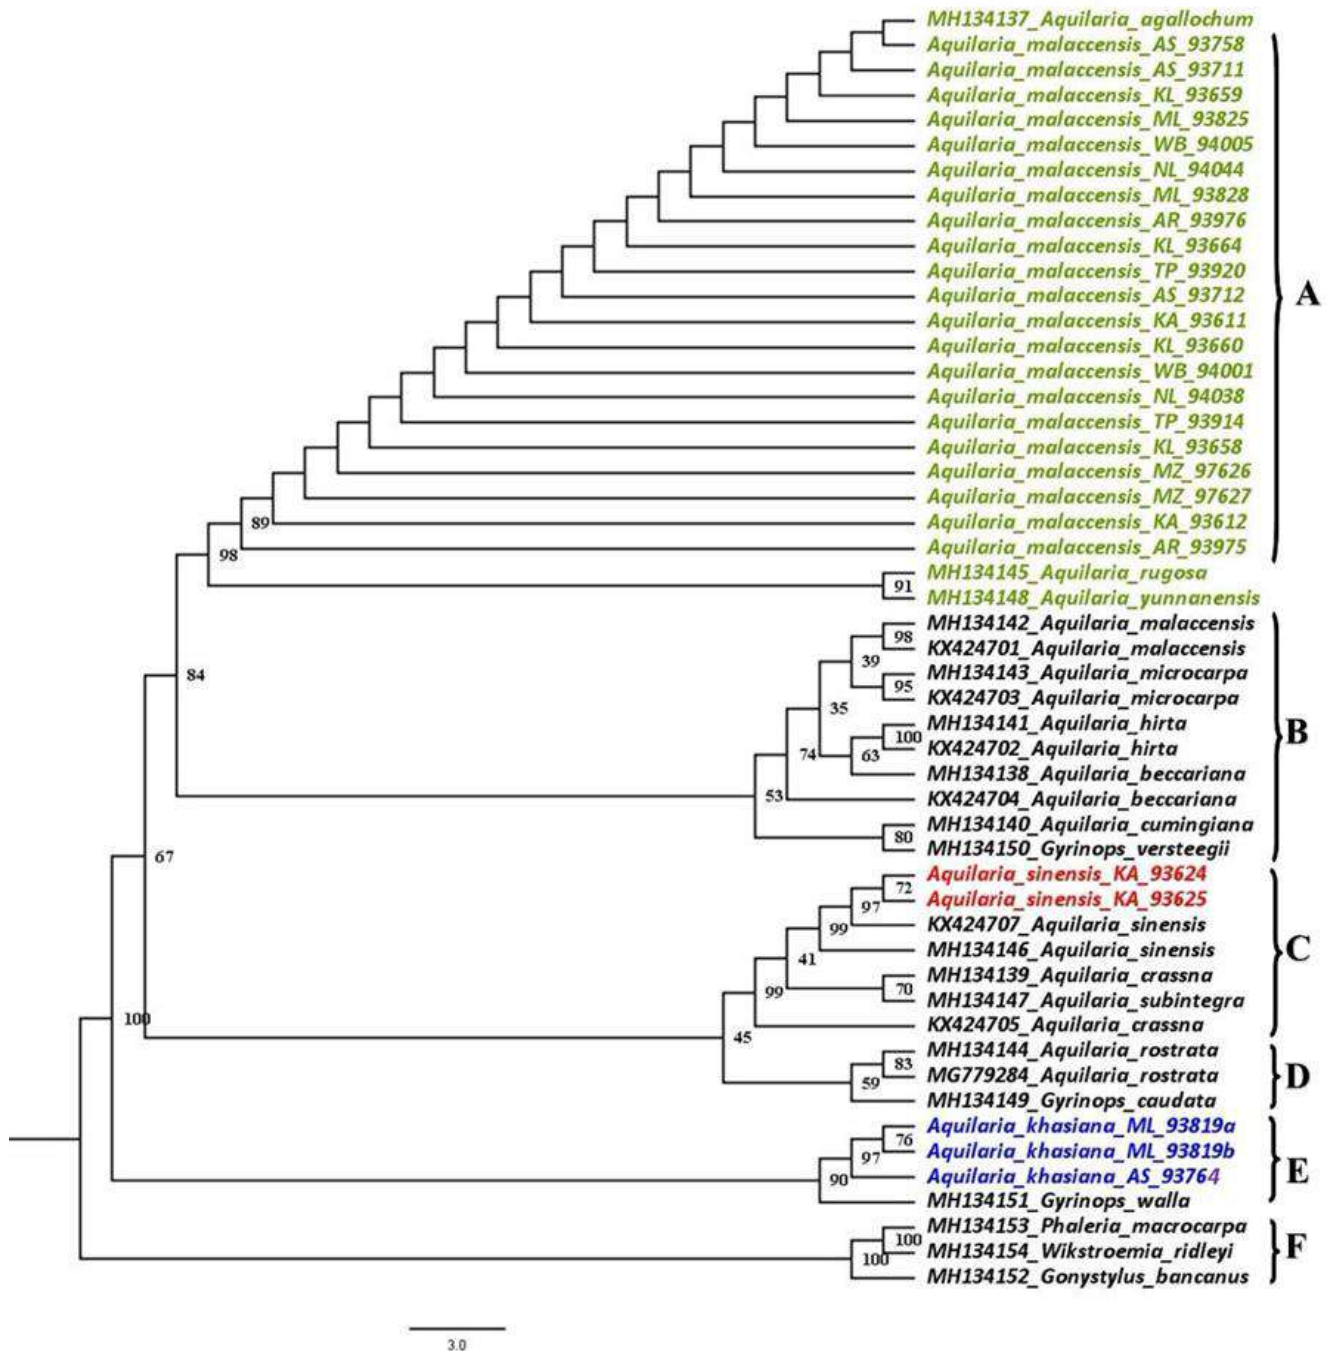 MH134137_Aquilaria_agallochum
Aquilaria_malaccensis_AS_93758
Aquilaria_malaccensis_AS_93711
Aquilaria_malaccensis_KL_93659
Aquilaria_malaccensis_ML_93825
Aquilaria_malaccensis_WB_94005
Aquilaria_malaccensis_NL_94044
Aquilaria_malaccensis_ML_93828
Aquilaria_malaccensis_AR_93976
Aquilaria_malaccensis_KL_93664
Aquilaria_malaccensis_TP_93920
Aquilaria_malaccensis_AS_93712
A
Aquilaria_malaccensis_KA_93611
Aquilaria_malaccensis_KL_93660
Aquilaria_malaccensis_WB_94001
Aquilaria_malaccensis_NL_94038
Aquilaria_malaccensis_TP_93914
Aquilaria_malaccensis_KL_93658
Aquilaria_malaccensis_MZ_97626
Aquilaria_malaccensis_MZ_97627
89
Aquilaria_malaccensis_KA_93612
98
Aquilaria_malaccensis_AR_93975
MH134145_Aquilaria_rugosa
91
MH134148_Aquilaria_yunnanensis
MH134142_Aquilaria_malaccensis
98
KX424701_Aquilaria_malaccensis
39
MH134143_Aquilaria_microcarpa
84
95
KX424703_Aquilaria_microcarpa
35
MH134141_Aquilaria_hirta
100
B
KX424702_Aquilaria_hirta
74
63
MH134138_Aquilaria_beccariana
53
KX424704_Aquilaria_beccariana
MH134140_Aquilaria_cumingiana
80
MH134150_Gyrinops_versteegii
67
Aquilaria_sinensis_KA_93624
72
Aquilaria_sinensis_KA_93625
97
KX424707_Aquilaria_sinensis
99
MH134146_Aquilaria_sinensis
C
41
MH134139_Aquilaria_crassna
70
99
MH134147_Aquilaria_subintegra
100
KX424705_Aquilaria_crassna
45
MH134144_Aquilaria_rostrata
83
MG779284_Aquilaria_rostrata
D
59
MH134149_Gyrinops_caudata
Aquilaria_khasiana_ML_93819a
76
Aquilaria_khasiana_ML_93819b
97
E
Aquilaria_khasiana_AS_93764
90
MH134151_Gyrinops_walla
MH134153_Phaleria_macrocarpa
100
F
MH134154_Wikstroemia_ridleyi
100
MH134152_Gonystylus_bancanus
3.0